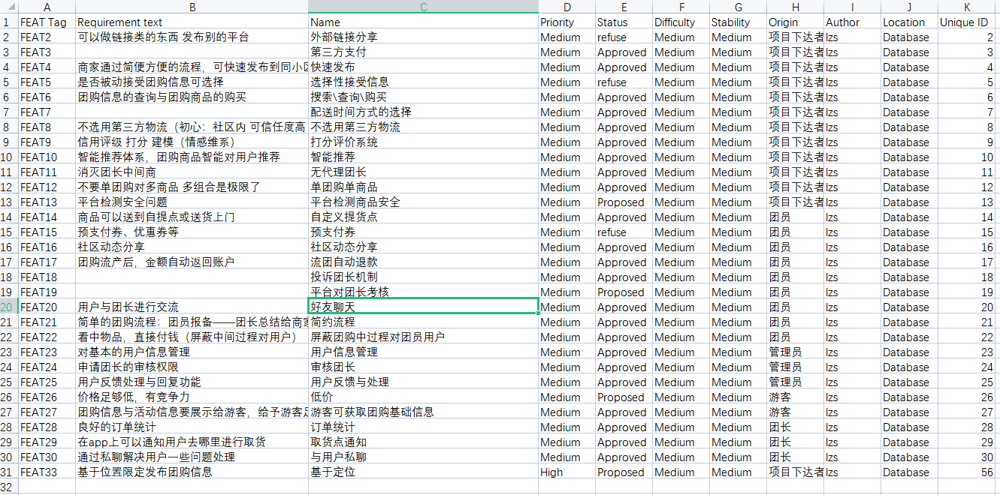 A B C D E F G H I J K
1 FEAT Tag Requirement text Name Priority Status Difficulty Stability Origin Author Location Unique ID
2 FEAT2 可以做链接类的东西 发布别的平台 外部链接分享 Medium refuse Medium Medium 项目下达者 lzs Database 2
3 FEAT3 第三方支付 Medium Approved Medium Medium 项目下达者 lzs Database 3
4 FEAT4 商家通过简便方便的流程，可快速发布到同小区 快速发布 Medium Approved Medium Medium 项目下达者 lzs Database 4
5 FEAT5 是否被动接受团购信息可选择 选择性接受信息 Medium refuse Medium Medium 项目下达者 lzs Database 5
6 FEAT6 团购信息的查询与团购商品的购买 搜索\查询\购买 Medium Approved Medium Medium 项目下达者 lzs Database 6
7 FEAT7 配送时间方式的选择 Medium Approved Medium Medium 项目下达者 lzs Database 7
8 FEAT8 不选用第三方物流（初心：社区内 可信任度高 不选用第三方物流 Medium Approved Medium Medium 项目下达者 lzs Database 8
9 FEAT9 信用评级 打分 建模（情感维系） 打分评价系统 Medium Approved Medium Medium 项目下达者 lzs Database 9
10 FEAT10 智能推荐体系，团购商品智能对用户推荐 智能推荐 Medium Approved Medium Medium 项目下达者 lzs Database 10
11 FEAT11 消灭团长中间商 无代理团长 Medium Approved Medium Medium 项目下达者 lzs Database 11
12 FEAT12 不要单团购对多商品 多组合是极限了 单团购单商品 Medium Approved Medium Medium 项目下达者 lzs Database 12
13 FEAT13 平台检测安全问题 平台检测商品安全 Medium Proposed Medium Medium 项目下达者 lzs Database 13
14 FEAT14 商品可以送到自提点或送货上门 自定义提货点 Medium Approved Medium Medium 团员 lzs Database 14
15 FEAT15 预支付券、优惠券等 预支付券 Medium refuse Medium Medium 团员 lzs Database 15
16 FEAT16 社区动态分享 社区动态分享 Medium Approved Medium Medium 团员 lzs Database 16
17 FEAT17 团购流产后，金额自动返回账户 流团自动退款 Medium Approved Medium Medium 团员 lzs Database 17
18 FEAT18 投诉团长机制 Medium Approved Medium Medium 团员 lzs Database 18
19 FEAT19 平台对团长考核 Medium Proposed Medium Medium 团员 lzs Database 19
20 FEAT20 用户与团长进行交流 好友聊天 Medium Approved Medium Medium 团员 lzs Database 20
21 FEAT21 简单的团购流程：团员报备——团长总结给商家 简约流程 Medium Approved Medium Medium 团员 lzs Database 21
22 FEAT22 看中物品，直接付钱（屏蔽中间过程对用户） 屏蔽团购中过程对团员用户 Medium Approved Medium Medium 团员 lzs Database 22
23 FEAT23 对基本的用户信息管理 用户信息管理 Medium Approved Medium Medium 管理员 lzs Database 23
24 FEAT24 申请团长的审核权限 审核团长 Medium Approved Medium Medium 管理员 lzs Database 24
25 FEAT25 用户反馈处理与回复功能 用户反馈与处理 Medium Approved Medium Medium 管理员 lzs Database 25
26 FEAT26 价格足够低，有竞争力 低价 Medium Proposed Medium Medium 游客 lzs Database 26
27 FEAT27 团购信息与活动信息要展示给游客，给予游客足 游客可获取团购基础信息 Medium Approved Medium Medium 游客 lzs Database 27
28 FEAT28 良好的订单统计 订单统计 Medium Approved Medium Medium 团长 lzs Database 28
29 FEAT29 在app上可以通知用户去哪里进行取货 取货点通知 Medium Approved Medium Medium 团长 lzs Database 29
30 FEAT30 通过私聊解决用户一些问题处理 与用户私聊 Medium Approved Medium Medium 团长 lzs Database 30
31 FEAT33 基于位置限定发布团购信息 基于定位 High Proposed Medium Medium 项目下达者 lzs Database 56
32